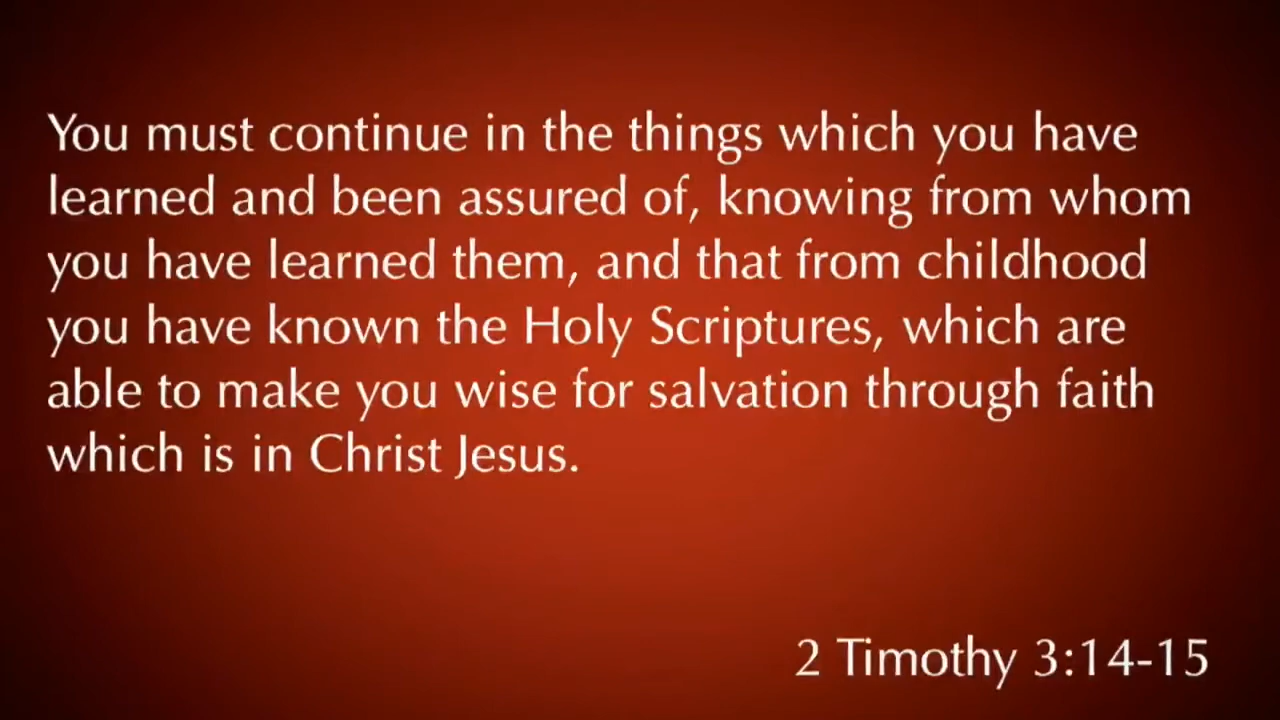 You must continue in the things which you have
learned and been assured of, knowing from whom
you have learned them, and that from childhood
you have known the Holy Scriptures, which are
able to make you wise for salvation through faith
which is in Christ Jesus.
2 Timothy 3:14-15